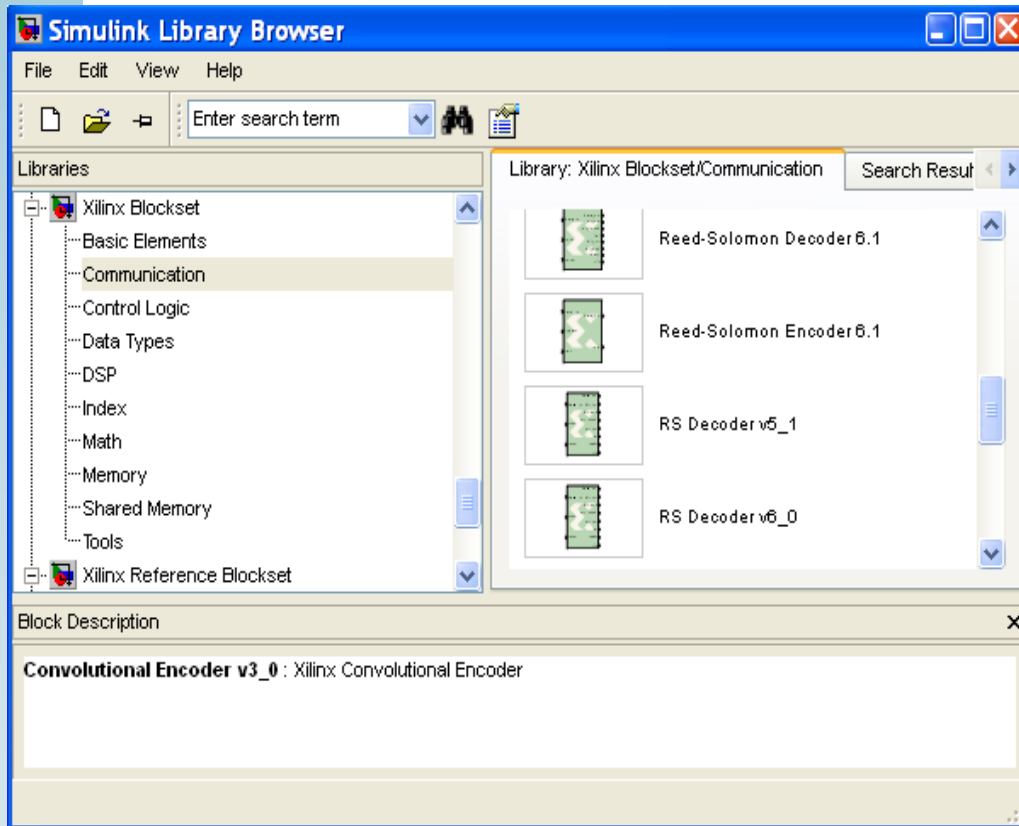 Simulink Library Browser
File Edit View Help
Enter search term
Libraries
Xilinx Blockset
Basic Elements
Communication
Control Logic
Data Types
DSP
Index
Math
Memory
Shared Memory
Tools
Xilinx Reference Blockset
Library: Xilinx Blockset/Communication
Search Resul
Reed-Solomon Decoder 6.1
Reed-Solomon Encoder 6.1
RS Decoder v5_1
RS Decoder v6_0
Block Description
Convolutional Encoder v3_0 : Xilinx Convolutional Encoder